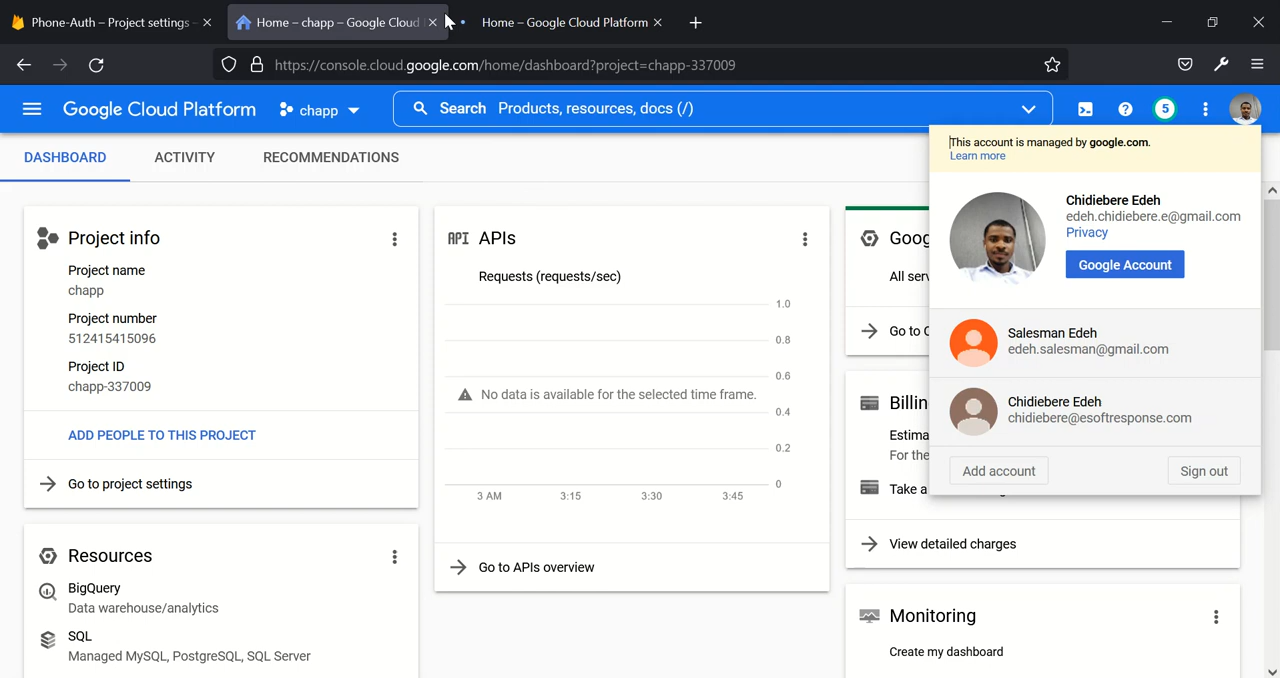 Phone-Auth – Project settings
Home – chapp – Google Cloud
Home – Google Cloud Platform
https://console.cloud.google.com/home/dashboard?project=chapp-337009
Google Cloud Platform
chapp
Search Products, resources, docs (/)
5
DASHBOARD
ACTIVITY
RECOMMENDATIONS
Project info
Project name
chapp
Project number
512415415096
Project ID
chapp-337009
ADD PEOPLE TO THIS PROJECT
Go to project settings
Resources
BigQuery
Data warehouse/analytics
SQL
Managed MySQL, PostgreSQL, SQL Server
API APIs
Requests (requests/sec)
1.0
0.8
0.6
No data is available for the selected time frame.
0.4
0.2
0
3 AM 3:15 3:30 3:45
Go to APIs overview
Goog
All serv
Go to
Billin
Estima
For the
Take a
View detailed charges
Monitoring
Create my dashboard
This account is managed by google.com.
Learn more
Chidiebere Edeh
edeh.chidiebere.e@gmail.com
Privacy
Google Account
Salesman Edeh
edeh.salesman@gmail.com
Chidiebere Edeh
chidiebere@esoftresponse.com
Add account
Sign out